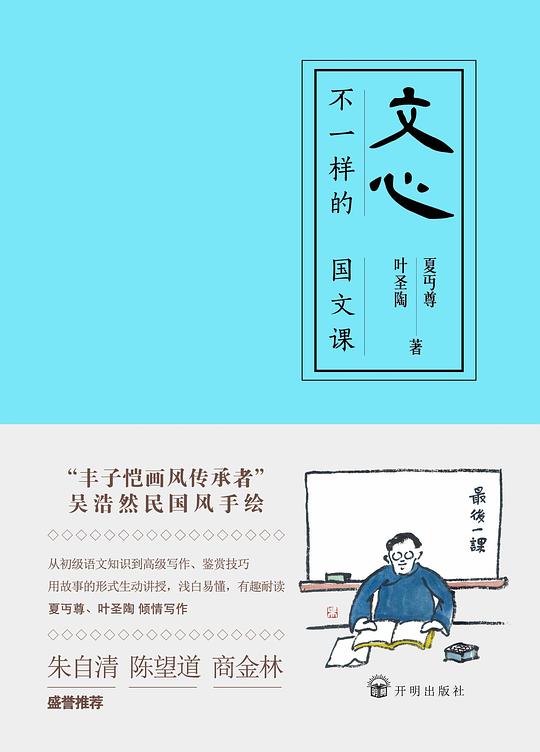 文心
不一样的
国文课
夏丏尊
叶圣陶
著
“丰子恺画风传承者”
吴浩然民国风手绘
从初级语文知识到高级写作、鉴赏技巧
用故事的形式生动讲授，浅白易懂，有趣耐读
夏丏尊、叶圣陶 倾情写作
朱自清 陈望道 商金林
盛誉推荐
最後一課
开明出版社